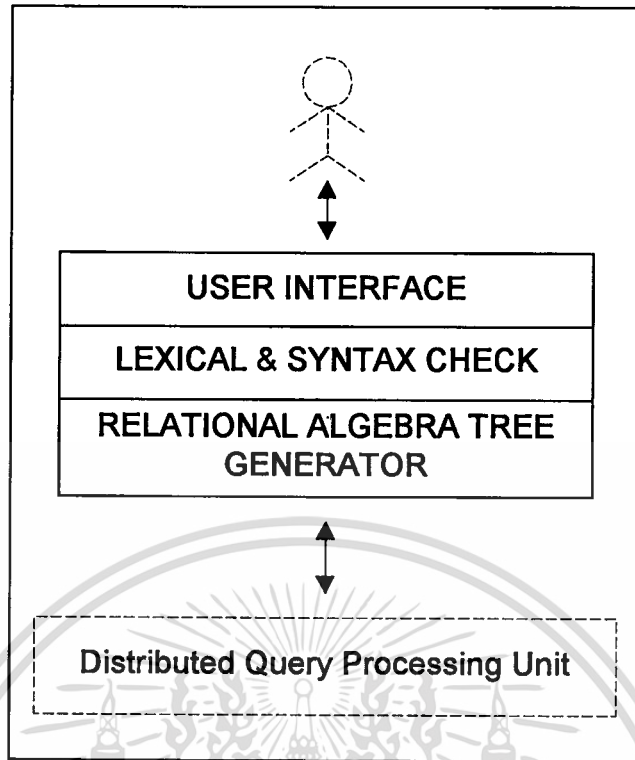 USER INTERFACE
LEXICAL & SYNTAX CHECK
RELATIONAL ALGEBRA TREE
GENERATOR
Distributed Query Processing Unit